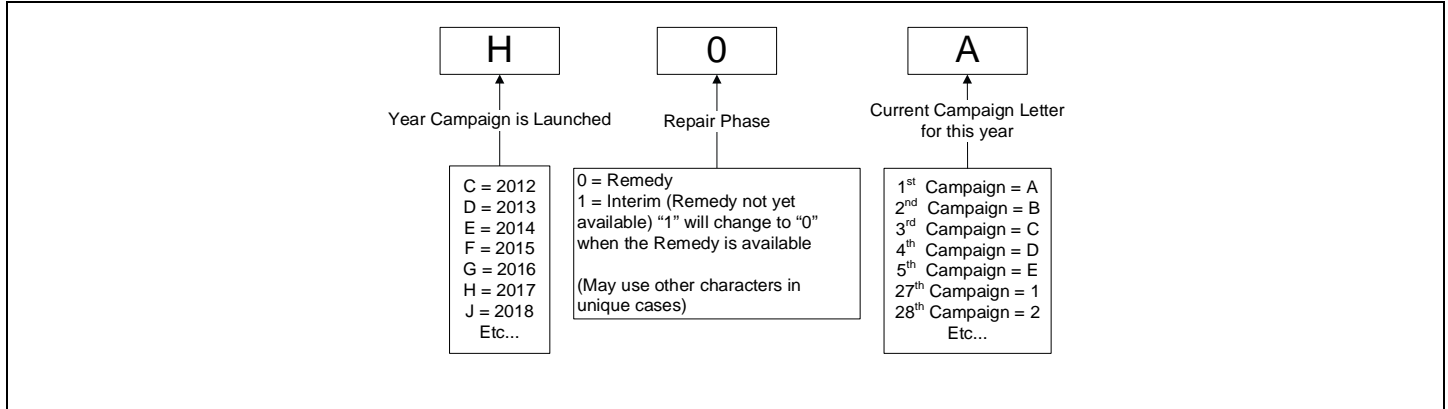 H
0
A
Year Campaign is Launched
Repair Phase
Current Campaign Letter
for this year
C = 2012
D = 2013
E = 2014
F = 2015
G = 2016
H = 2017
J = 2018
Etc...
0 = Remedy
1 = Interim (Remedy not yet
available) “1” will change to “0”
when the Remedy is available
(May use other characters in
unique cases)
1st Campaign = A
2nd Campaign = B
3rd Campaign = C
4th Campaign = D
5th Campaign = E
27th Campaign = 1
28th Campaign = 2
Etc...